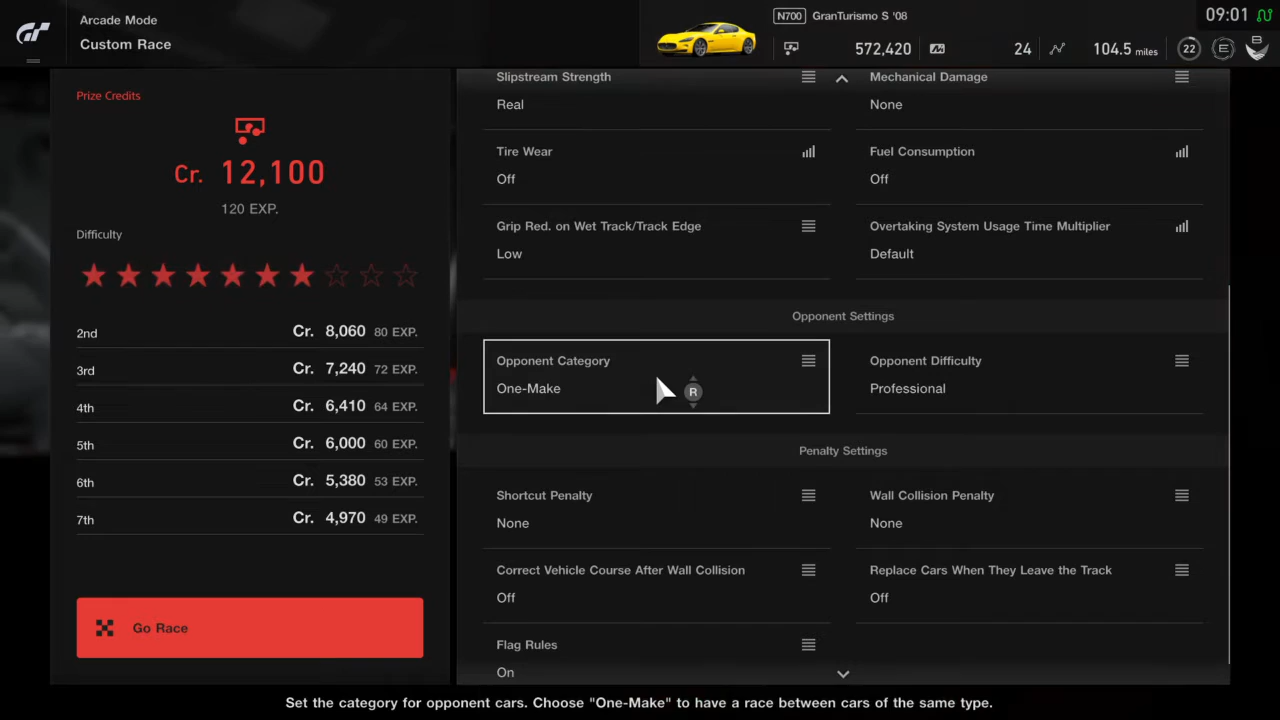 Arcade Mode
Custom Race
N700 GranTurismo S '08
572,420 24 104.5 miles 22 E B
09:01
Prize Credits
Cr. 12,100
120 EXP.
Difficulty
2nd Cr. 8,060 80 EXP.
3rd Cr. 7,240 72 EXP.
4th Cr. 6,410 64 EXP.
5th Cr. 6,000 60 EXP.
6th Cr. 5,380 53 EXP.
7th Cr. 4,970 49 EXP.
Go Race
Slipstream Strength
Real
Mechanical Damage
None
Tire Wear
Off
Fuel Consumption
Off
Grip Red. on Wet Track/Track Edge
Low
Overtaking System Usage Time Multiplier
Default
Opponent Settings
Opponent Category
One-Make
R
Opponent Difficulty
Professional
Penalty Settings
Shortcut Penalty
None
Wall Collision Penalty
None
Correct Vehicle Course After Wall Collision
Off
Replace Cars When They Leave the Track
Off
Flag Rules
On
Set the category for opponent cars. Choose "One-Make" to have a race between cars of the same type.